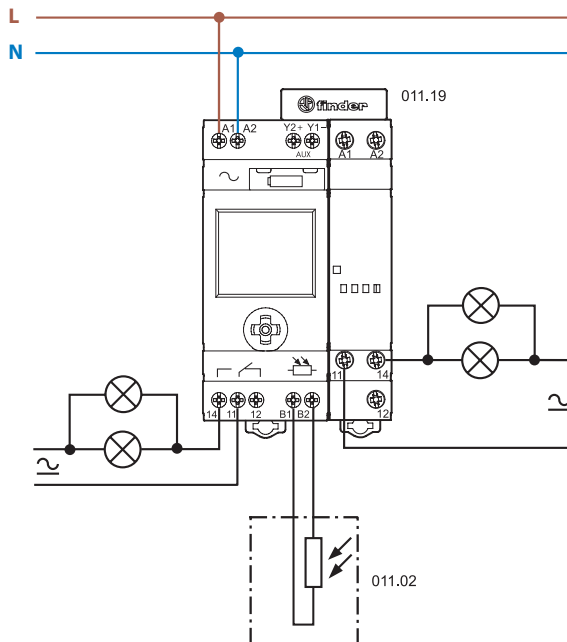 L
N
finder
011.19
A1 A2 Y2+ Y1-
AUX
A1 A2
11 14
12
14 11 12 B1 B2
011.02